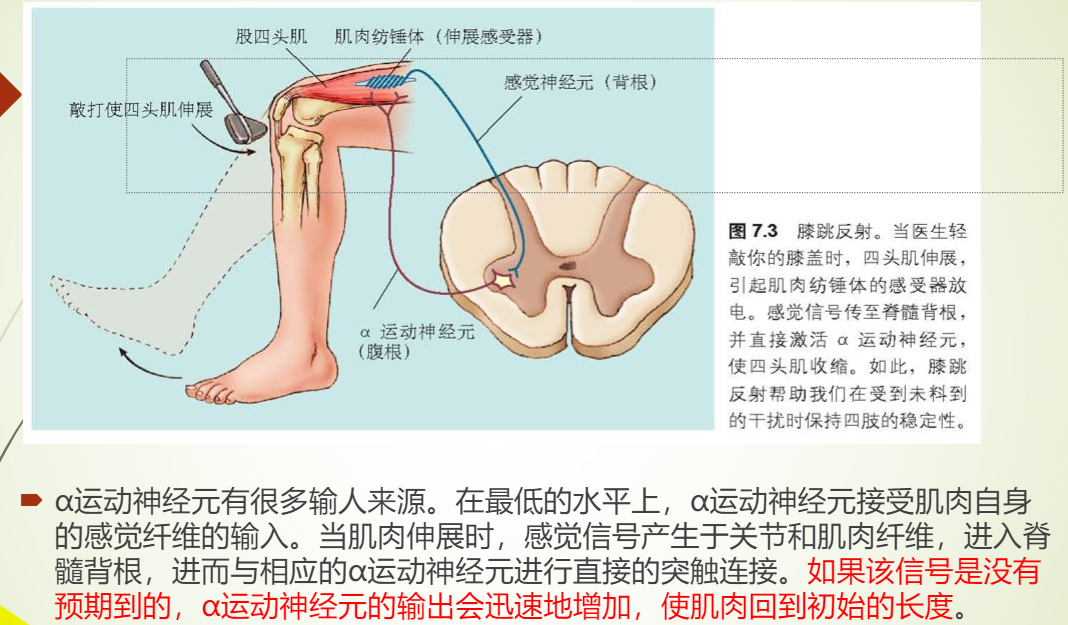 股四头肌
肌肉纺锤体（伸展感受器）
感觉神经元（背根）
敲打使四头肌伸展
α 运动神经元
（腹根）
图 7.3 膝跳反射。当医生轻
敲你的膝盖时，四头肌伸展，
引起肌肉纺锤体的感受器放
电。感觉信号传至脊髓背根，
并直接激活 α 运动神经元，
使四头肌收缩。如此，膝跳
反射帮助我们在受到未料到
的干扰时保持四肢的稳定性。
α运动神经元有很多输人来源。在最低的水平上，α运动神经元接受肌肉自身
的感觉纤维的输入。当肌肉伸展时，感觉信号产生于关节和肌肉纤维，进入脊
髓背根，进而与相应的α运动神经元进行直接的突触连接。如果该信号是没有
预期到的，α运动神经元的输出会迅速地增加，使肌肉回到初始的长度。